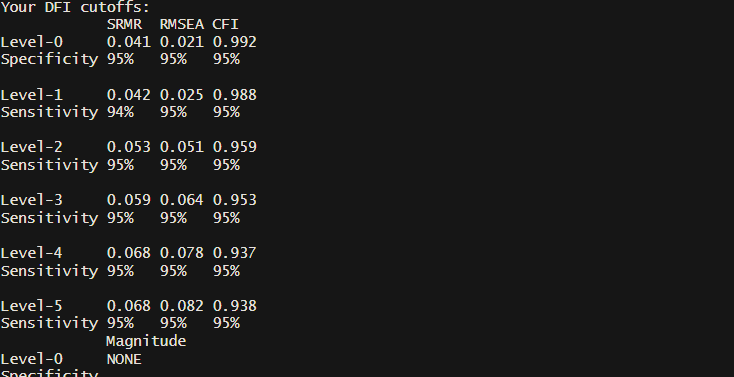 Your DFI cutoffs:
SRMR RMSEA CFI
Level-0 0.041 0.021 0.992
Specificity 95% 95% 95%
Level-1 0.042 0.025 0.988
Sensitivity 94% 95% 95%
Level-2 0.053 0.051 0.959
Sensitivity 95% 95% 95%
Level-3 0.059 0.064 0.953
Sensitivity 95% 95% 95%
Level-4 0.068 0.078 0.937
Sensitivity 95% 95% 95%
Level-5 0.068 0.082 0.938
Sensitivity 95% 95% 95%
Magnitude
Level-0 NONE
Specificity